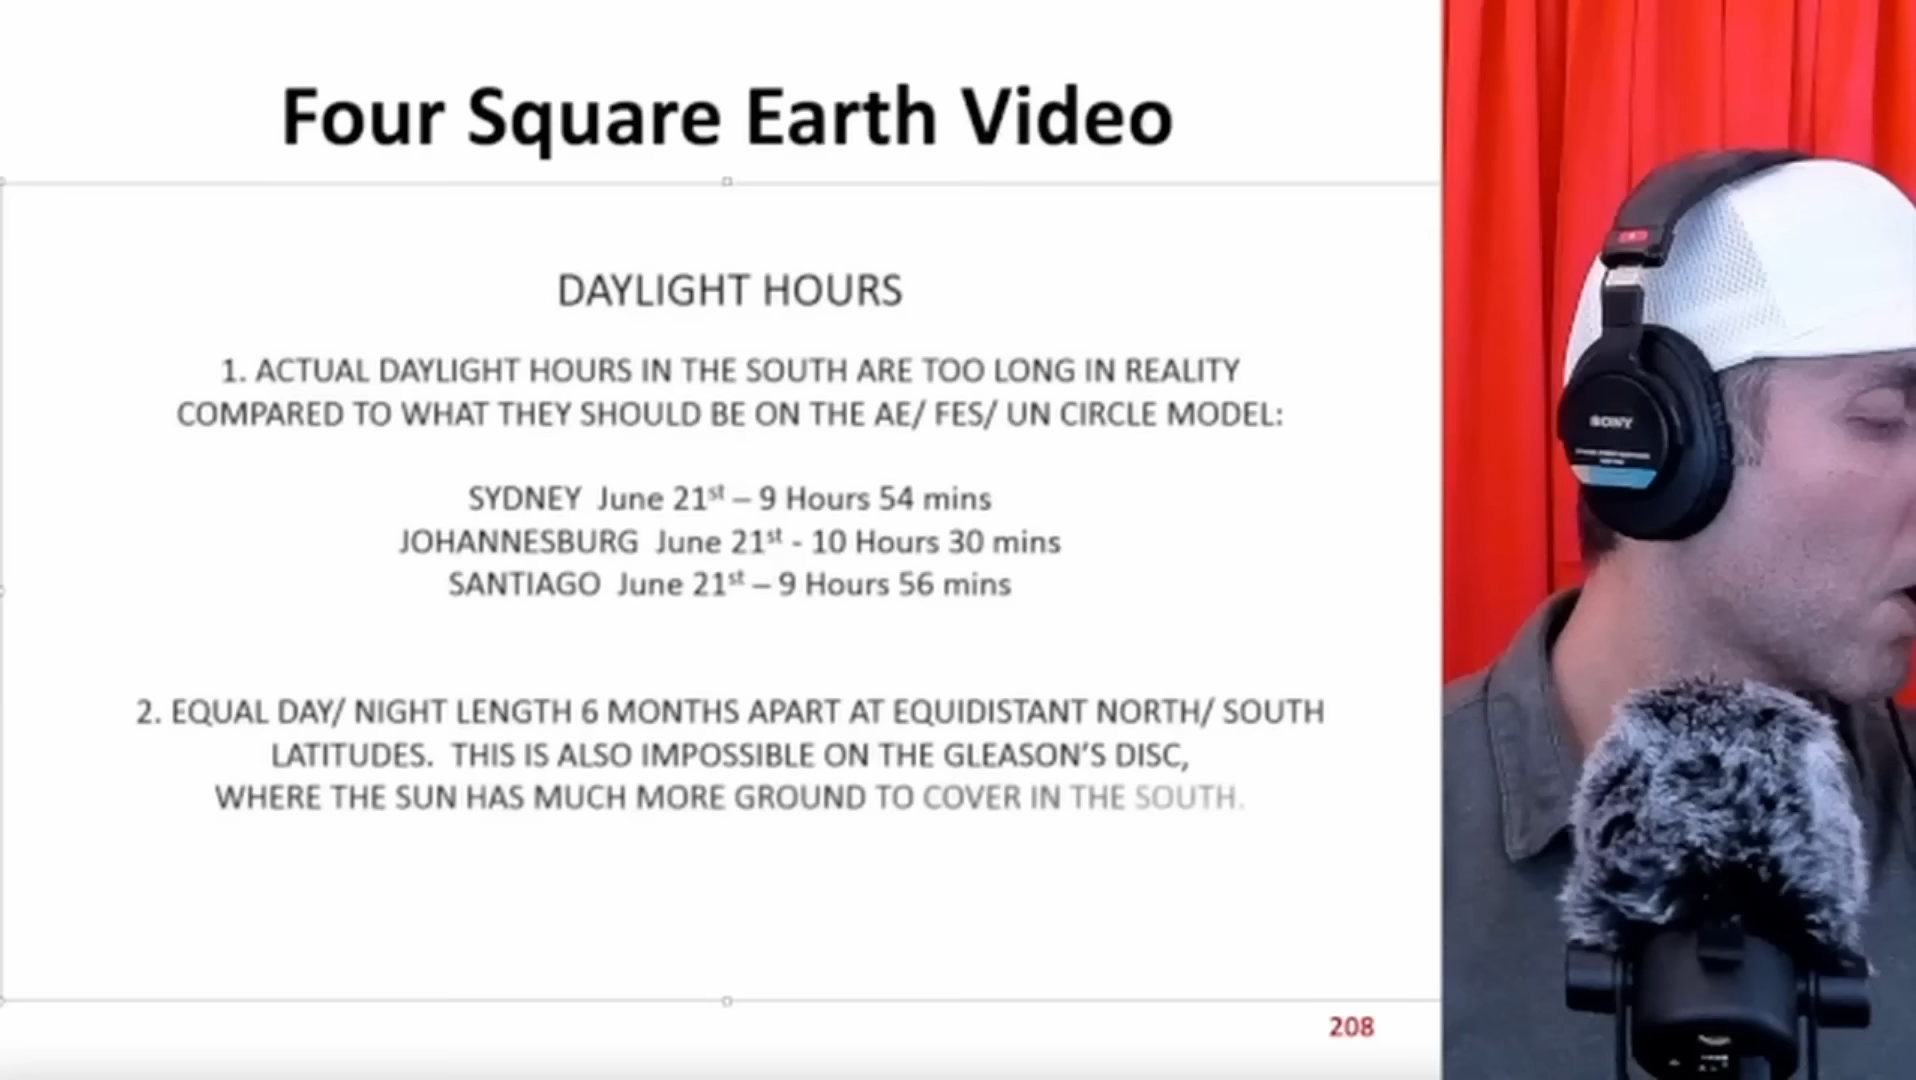 Four Square Earth Video
DAYLIGHT HOURS
1. ACTUAL DAYLIGHT HOURS IN THE SOUTH ARE TOO LONG IN REALITY
COMPARED TO WHAT THEY SHOULD BE ON THE AE/ FES/ UN CIRCLE MODEL:
SYDNEY June 21st – 9 Hours 54 mins
JOHANNESBURG June 21st - 10 Hours 30 mins
SANTIAGO June 21st – 9 Hours 56 mins
2. EQUAL DAY/ NIGHT LENGTH 6 MONTHS APART AT EQUIDISTANT NORTH/ SOUTH
LATITUDES. THIS IS ALSO IMPOSSIBLE ON THE GLEASON'S DISC,
WHERE THE SUN HAS MUCH MORE GROUND TO COVER IN THE SOUTH.
208
SONY